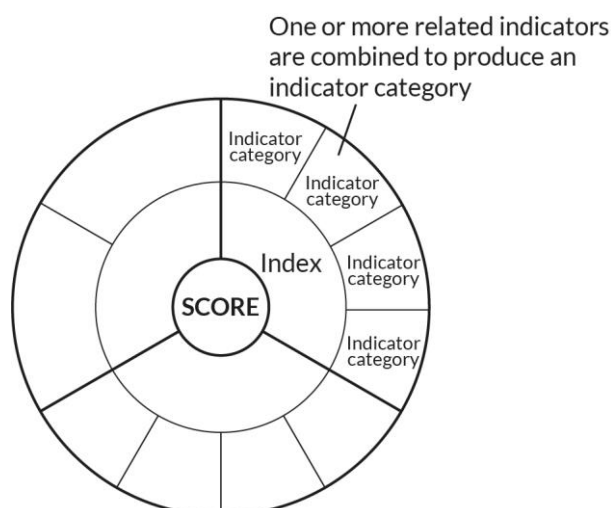 One or more related indicators
are combined to produce an
indicator category
Indicator
category
Indicator
category
Index
Indicator
category
SCORE
Indicator
category